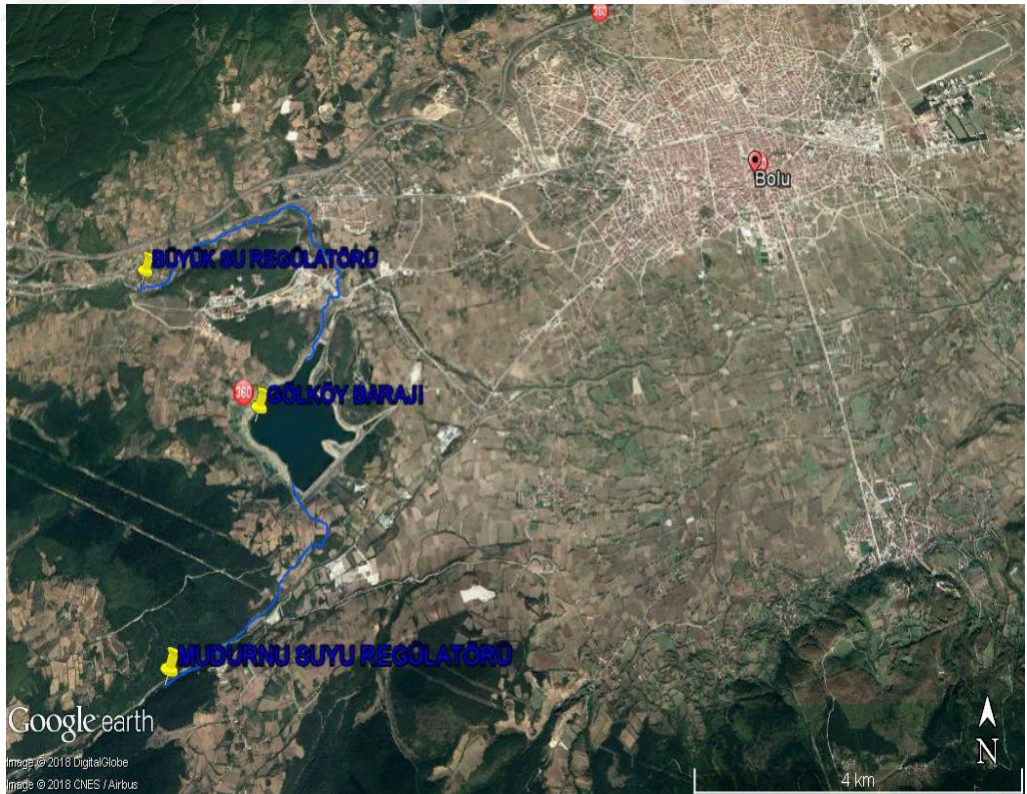 360
Bolu
BÜYÜK SU REGÜLATÖRÜ
360
GÖLKÖY BARAJI
MUDURNU SUYU REGÜLATÖRÜ
Google earth
Image © 2018 DigitalGlobe
Image © 2018 CNES / Airbus
N
4 km